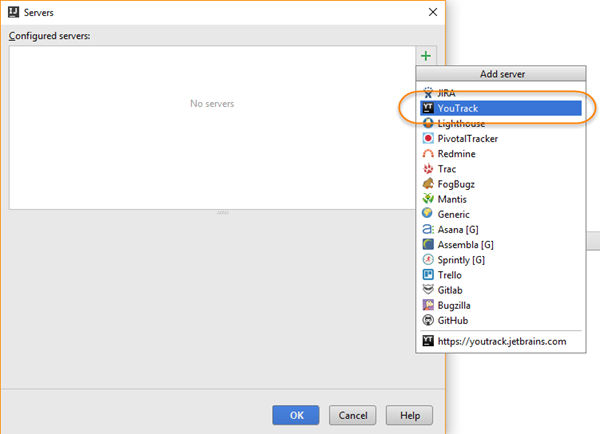 Servers
Configured servers:
No servers
Add server
JIRA
YouTrack
Lighthouse
PivotalTracker
Redmine
Trac
FogBugz
Mantis
Generic
Asana [G]
Assembla [G]
Sprintly [G]
Trello
Gitlab
Bugzilla
GitHub
https://youtrack.jetbrains.com
OK
Cancel
Help